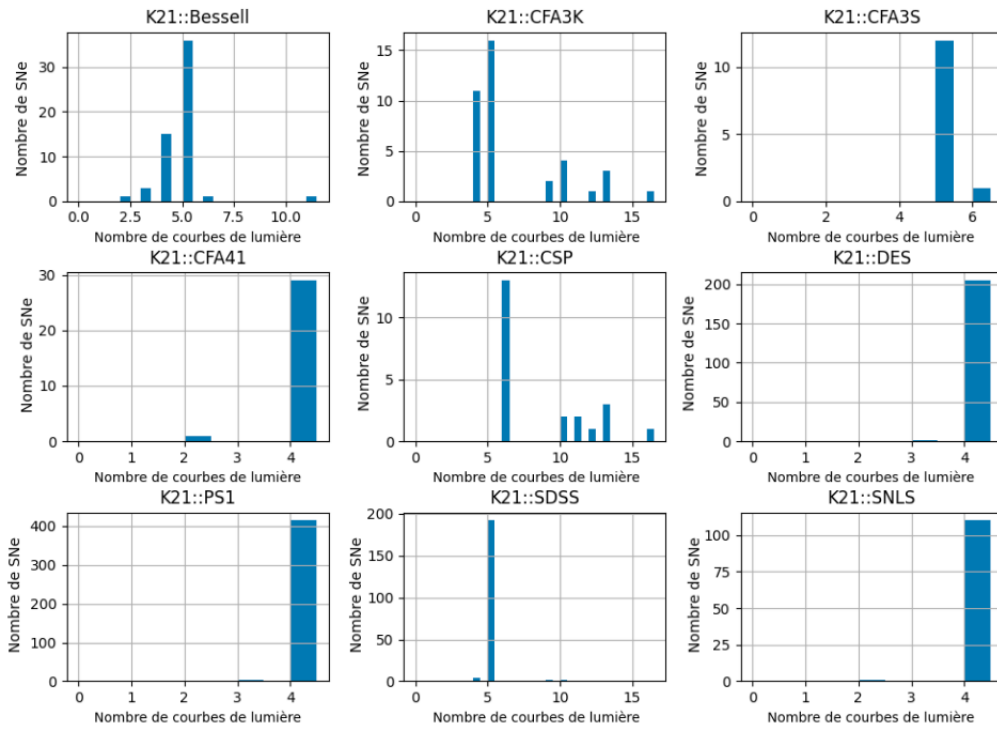 K21::Bessell
Nombre de SNe
30
20
10
0
0.0 2.5 5.0 7.5 10.0
Nombre de courbes de lumière
K21::CFA3K
Nombre de SNe
15
10
5
0
0 5 10 15
Nombre de courbes de lumière
K21::CFA3S
Nombre de SNe
10
5
0
0 2 4 6
Nombre de courbes de lumière
K21::CFA41
Nombre de SNe
30
20
10
0
0 1 2 3 4
Nombre de courbes de lumière
K21::CSP
Nombre de SNe
10
5
0
0 5 10 15
Nombre de courbes de lumière
K21::DES
Nombre de SNe
200
150
100
50
0
0 1 2 3 4
Nombre de courbes de lumière
K21::PS1
Nombre de SNe
400
300
200
100
0
0 1 2 3 4
Nombre de courbes de lumière
K21::SDSS
Nombre de SNe
200
150
100
50
0
0 5 10 15
Nombre de courbes de lumière
K21::SNLS
Nombre de SNe
100
75
50
25
0
0 1 2 3 4
Nombre de courbes de lumière